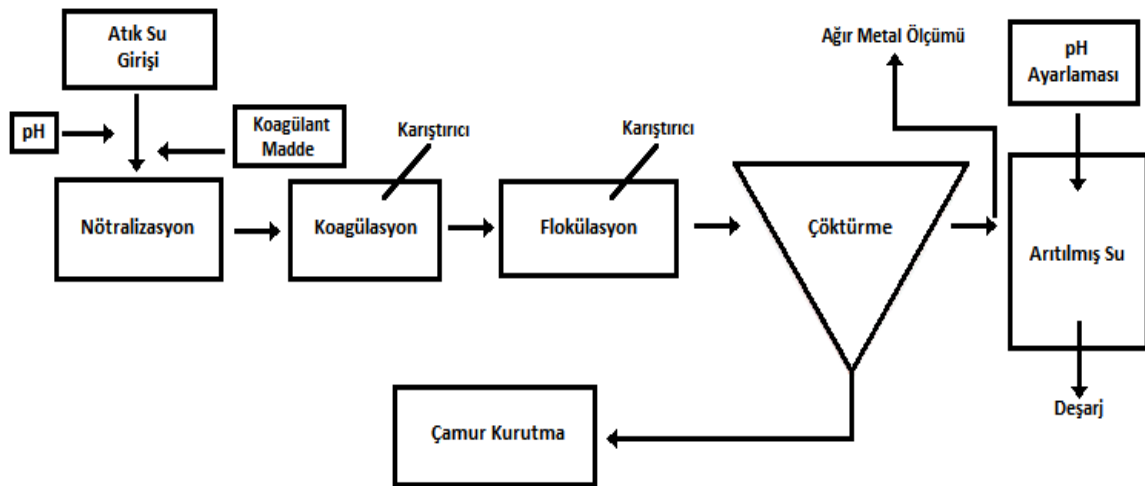 Atık Su
Girişi
pH
Koagülant
Madde
Karıştırıcı
Karıştırıcı
Ağır Metal Ölçümü
pH
Ayarlaması
Nötralizasyon
Koagülasyon
Flokülasyon
Çöktürme
Arıtılmış Su
Deşarj
Çamur Kurutma